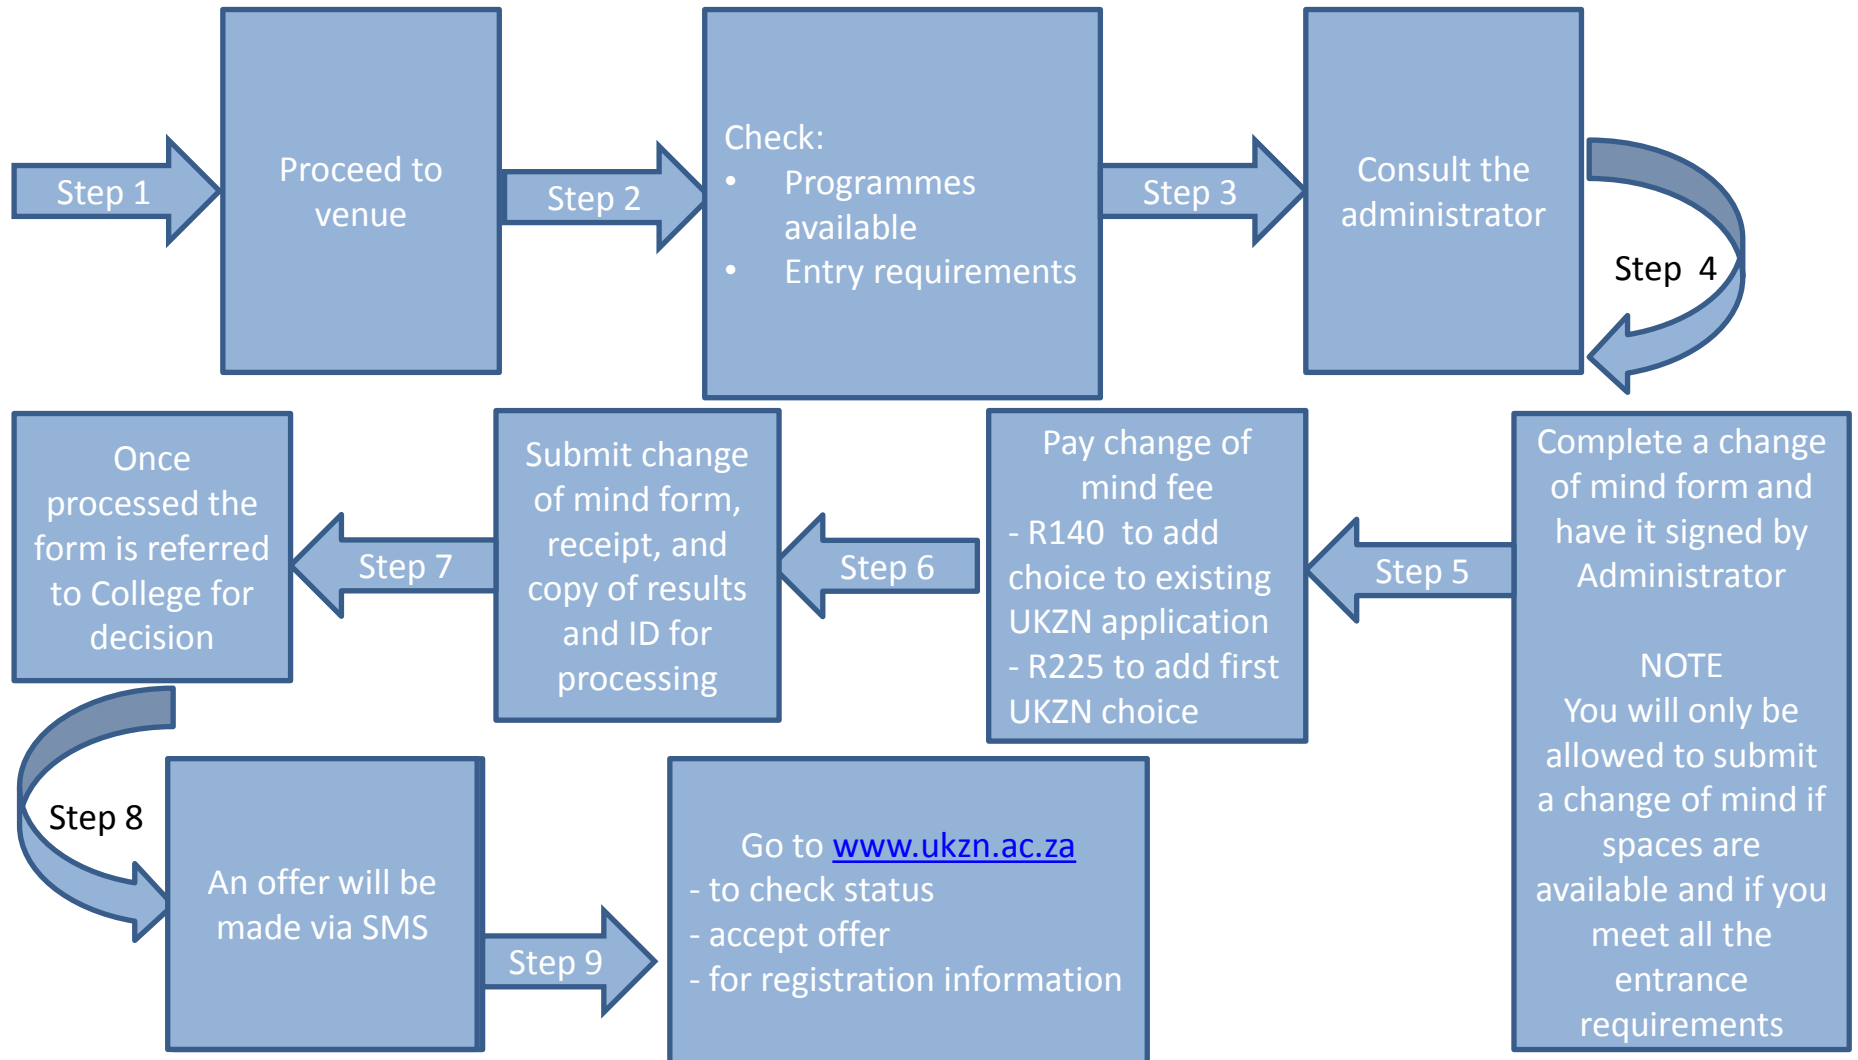 Step 1
Proceed to
venue
Step 2
Check:
• Programmes
available
• Entry requirements
Step 3
Consult the
administrator
Step 4
Complete a change
of mind form and
have it signed by
Administrator
NOTE
You will only be
allowed to submit
a change of mind if
spaces are
available and if you
meet all the
entrance
requirements
Step 5
Pay change of
mind fee
- R140 to add
choice to existing
UKZN application
- R225 to add first
UKZN choice
Step 6
Submit change
of mind form,
receipt, and
copy of results
and ID for
processing
Step 7
Once
processed the
form is referred
to College for
decision
Step 8
An offer will be
made via SMS
Step 9
Go to www.ukzn.ac.za
- to check status
- accept offer
- for registration information